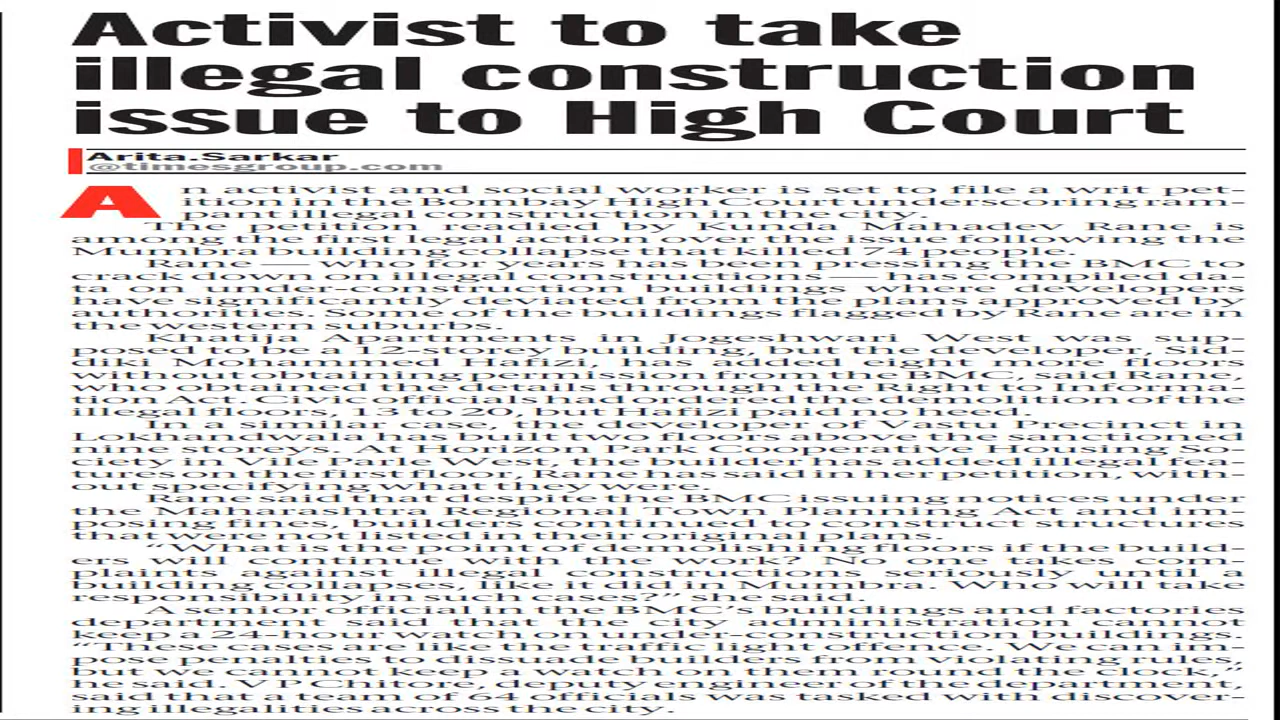 Activist to take
illegal construction
issue to High Court
Arita.Sarkar
@timesgroup.com
An activist and social worker is set to file a writ pet-
ition in the Bombay High Court underscoring ram-
pant illegal construction in the city.
The petition readied by Kunda Mahadev Rane is
among the first legal action over the issue following the
Mumbra building collapse that killed 74 people.
Rane — who for years has been pressing the BMC to
crack down on illegal constructions — has compiled da-
ta on under-construction buildings where developers
have significantly deviated from the plans approved by
authorities. Some of the buildings flagged by Rane are in
the western suburbs.
Khatija Apartments in Jogeshwari West was sup-
posed to be a 12-storey building, but the developer, Sid-
diki Mohammed Hafizi, has added eight more floors
without obtaining permission from the BMC, said Rane,
who obtained the details through the Right to Informa-
tion Act. Civic officials had ordered the demolition of the
illegal floors, 13 to 20, but Hafizi paid no heed.
In a similar case, the developer of Vastu Precinct in
Lokhandwala has built two floors above the sanctioned
nine storeys. At Horizon Park Cooperative Housing So-
ciety in Vile Parle West, the builder has added illegal fea-
tures on the first floor, Rane has said in her petition, with-
out specifying what they wee.
Rane said that despite the BMC issuing notices under
the Maharashtra Regional Town Planning Act and im-
posing fines, builders continued to construct structures
that were not listed in their original plans.
“What is the point of demolishing floors if the build-
ers will continue with the work? No one takes com-
plaints against illegal constructions seriously until a
building collapses, like it did in Mumbra. Who will take
responsibility in such cases?” she said.
A senior official in the BMC’s buildings and factories
department said that the city administration cannot
keep a 24-hour watch on under-construction buildings.
“These cases are like the traffic light offence. We can im-
pose penalties to dissuade builders from violating rules,
but we cannot keep a watch on them round the clock,”
he said. V P Chitore, deputy engineer of the department,
said that a team of 64 officials was tasked with discover-
ing illegalities across the city.